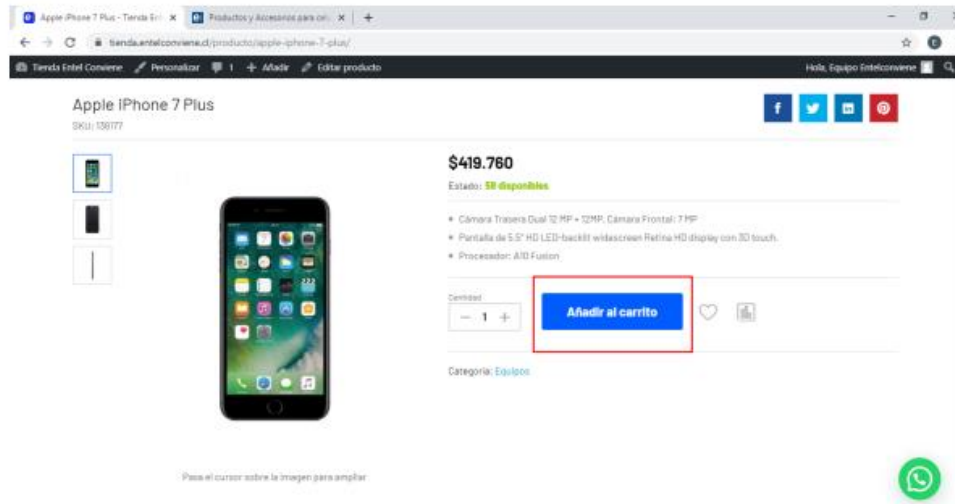 Apple iPhone 7 Plus - Tienda Ent
Productos y Accesorios para
tienda.entelconviene.cl/producto/apple-iphone-7-plus/
Tienda Entel Conviene Personalizar 1 + Añadir Editar producto Hola, Equipo Entelconviene
Apple iPhone 7 Plus
SKU: 136177
$419.760
Estado: 58 disponibles
Cámara Trasera Dual 12 MP + 12MP, Cámara Frontal: 7 MP
Pantalla de 5.5" HD LED-backlit widescreen Retina HD display con 3D touch.
Procesador: A10 Fusion
Cantidad
− 1 +
Añadir al carrito
Categoría: Equipos
Pasa el cursor sobre la imagen para ampliar